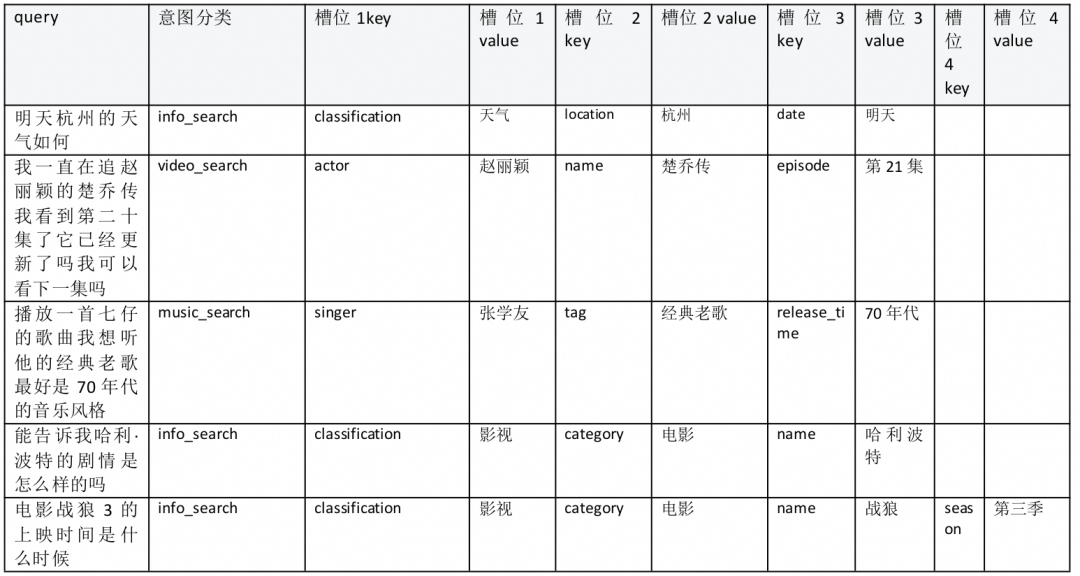 query 意图分类 槽位 1key 槽位 1 槽位 2 槽位 2 value 槽位 3 槽位 3 槽 槽位 4
value key key value 位 value
4
key
明天杭州的天 info_search classification 天气 location 杭州 date 明天
气如何
我一直在追赵 video_search actor 赵丽颖 name 楚乔传 episode 第 21 集
丽颖的楚乔传
我看到第二十
集了它已经更
新了吗我可以
看下一集吗
播放一首七仔 music_search singer 张学友 tag 经典老歌 release_ti 70 年代
的歌曲我想听 me
他的经典老歌
最好是 70 年代
的音乐风格
能告诉我哈利· info_search classification 影视 category 电影 name 哈利波
波特的剧情是 特
怎么样的吗
电影战狼 3 的 info_search classification 影视 category 电影 name 战狼 seas 第三季
上映时间是什 on
么时候